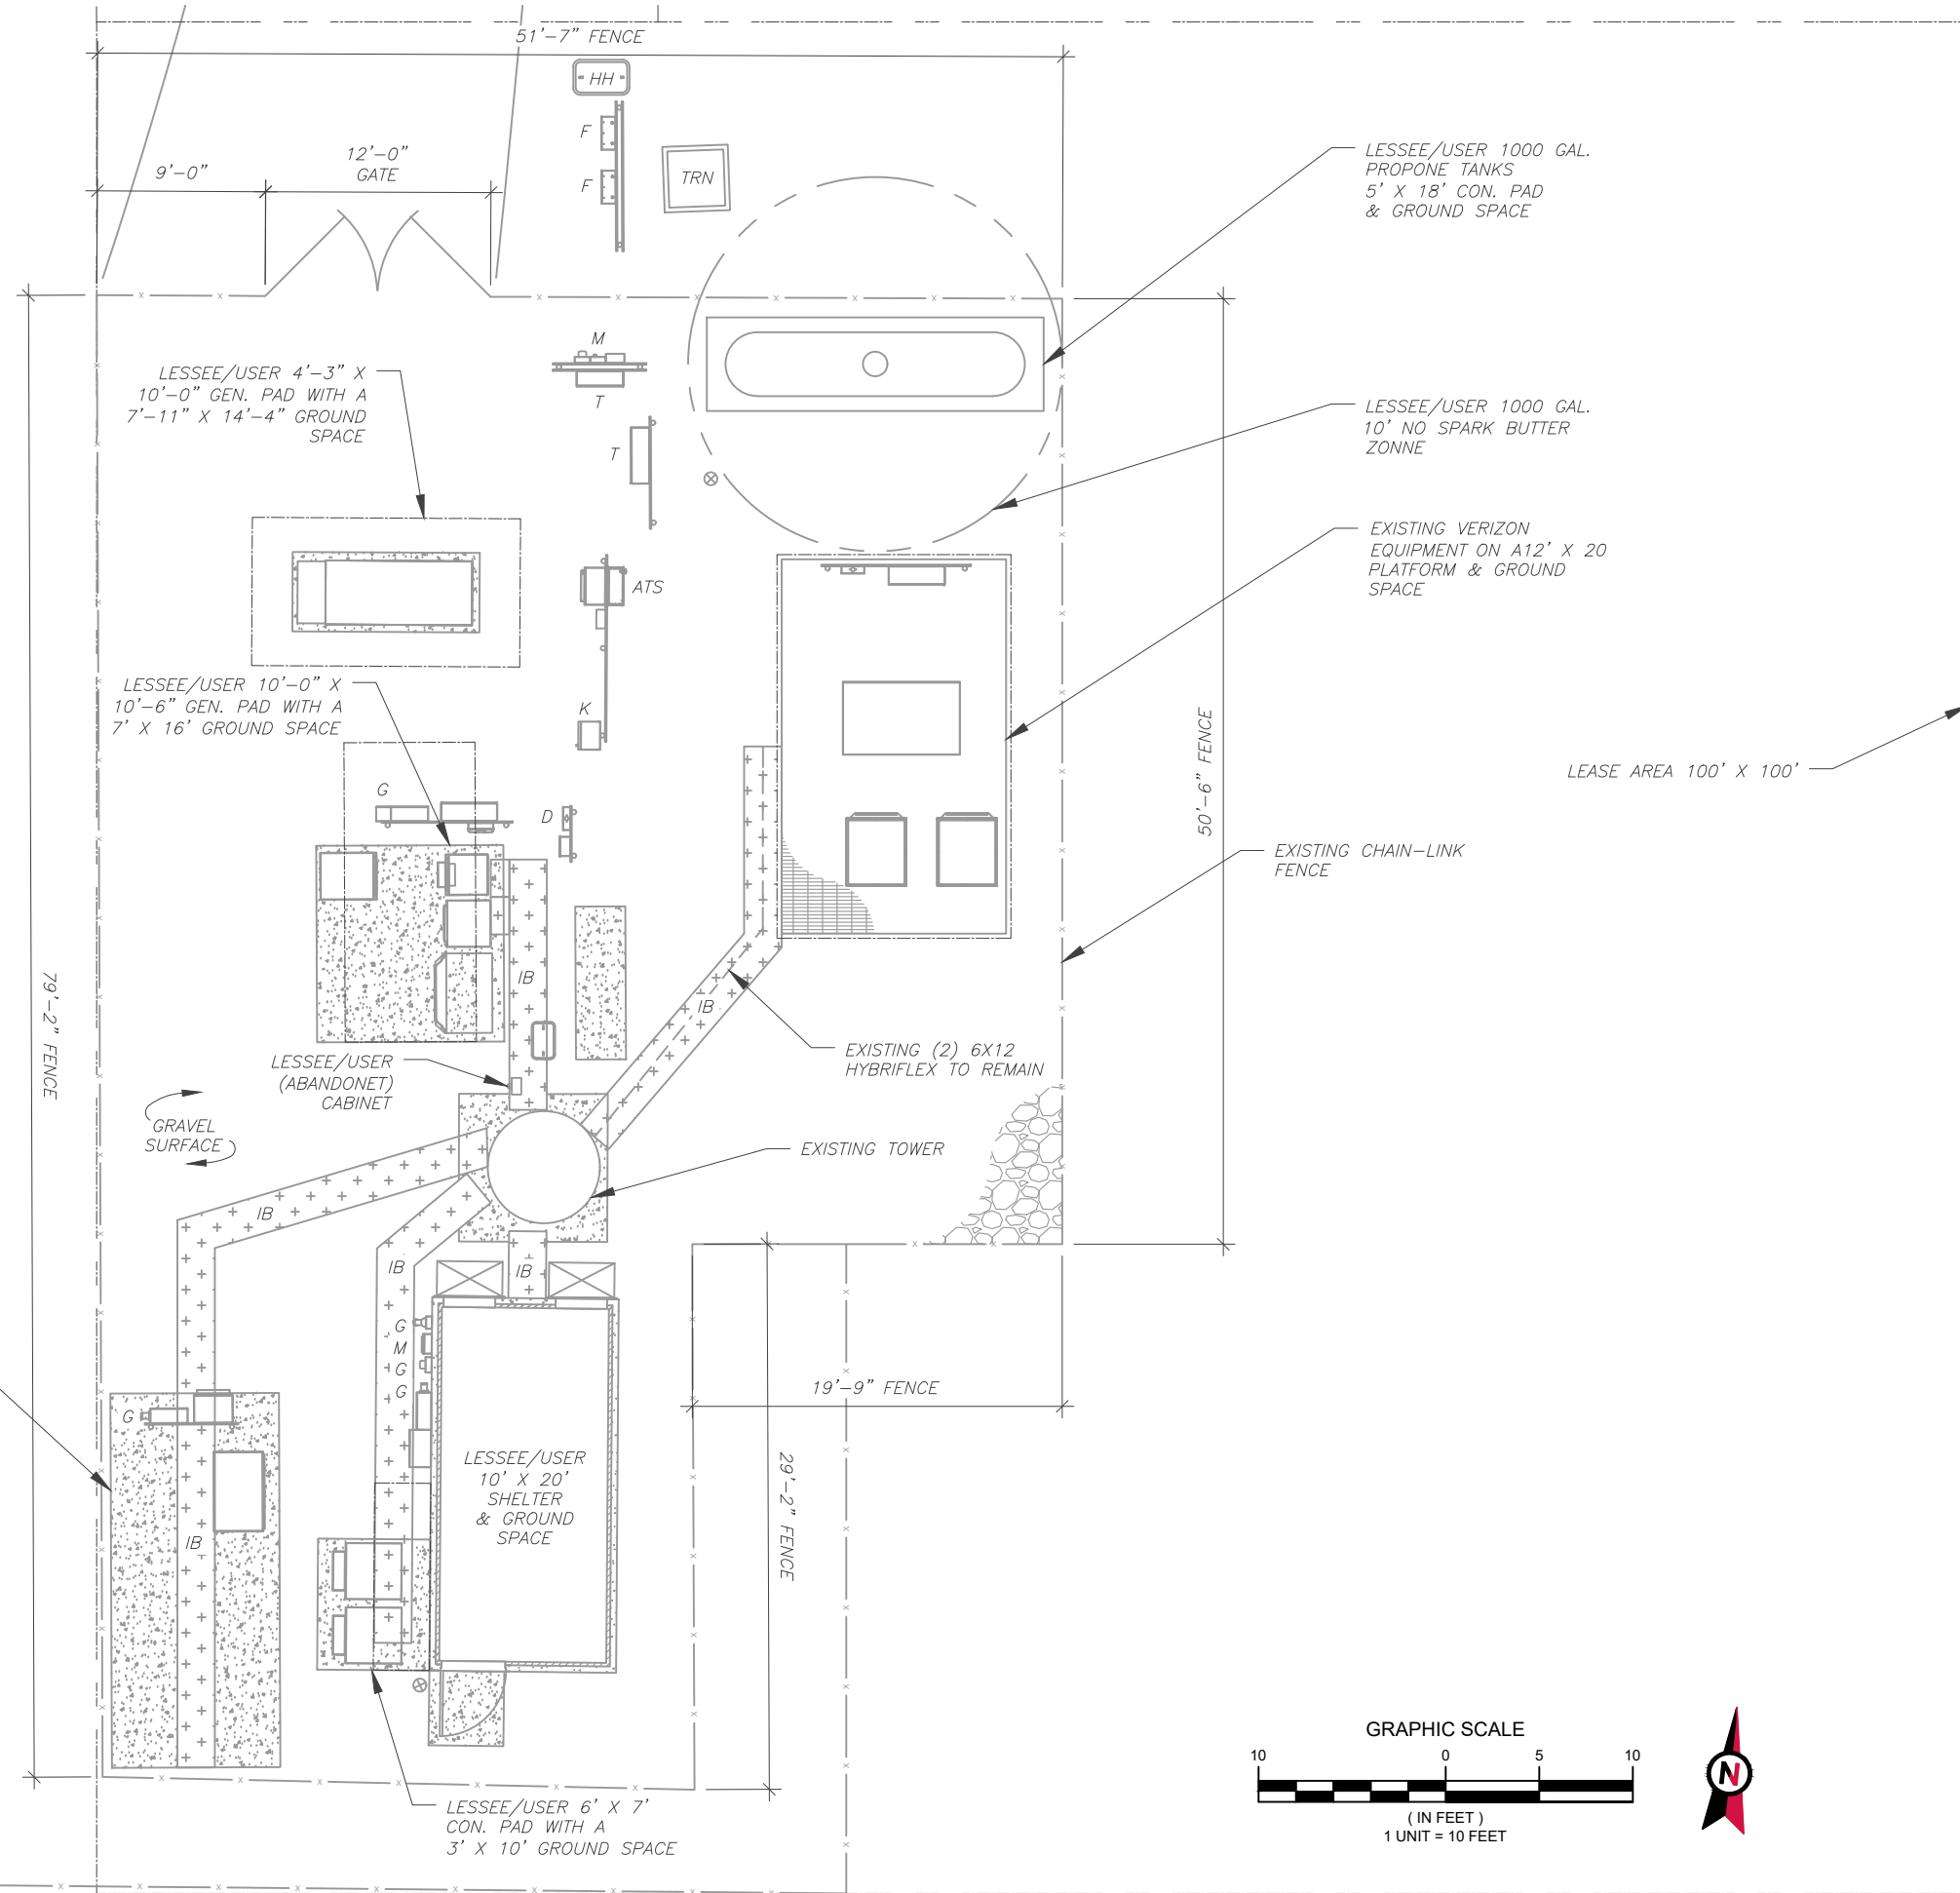 51'-7" FENCE
HH
F
F
TRN
9'-0"
12'-0"
GATE
LESSEE/USER 1000 GAL.
PROPONE TANKS
5' X 18' CON. PAD
& GROUND SPACE
M
T
T
LESSEE/USER 4'-3" X
10'-0" GEN. PAD WITH A
7'-11" X 14'-4" GROUND
SPACE
LESSEE/USER 1000 GAL.
10' NO SPARK BUTTER
ZONNE
EXISTING VERIZON
EQUIPMENT ON A12' X 20
PLATFORM & GROUND
SPACE
ATS
K
LESSEE/USER 10'-0" X
10'-6" GEN. PAD WITH A
7' X 16' GROUND SPACE
50'-6" FENCE
LEASE AREA 100' X 100'
G
D
EXISTING CHAIN-LINK
FENCE
79'-2" FENCE
IB
IB
EXISTING (2) 6X12
HYBRIFLEX TO REMAIN
LESSEE/USER
(ABANDONET)
CABINET
GRAVEL
SURFACE
EXISTING TOWER
IB
IB
IB
G
M
G
G
19'-9" FENCE
G
LESSEE/USER
10' X 20'
SHELTER
& GROUND
SPACE
29'-2" FENCE
IB
LESSEE/USER 6' X 7'
CON. PAD WITH A
3' X 10' GROUND SPACE
GRAPHIC SCALE
10 0 5 10
( IN FEET )
1 UNIT = 10 FEET
N